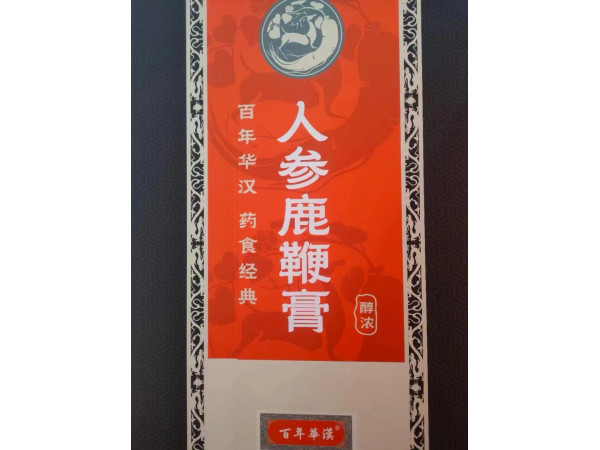 人参鹿鞭膏
百年华汉 药食经典
醇浓
百年華漢®